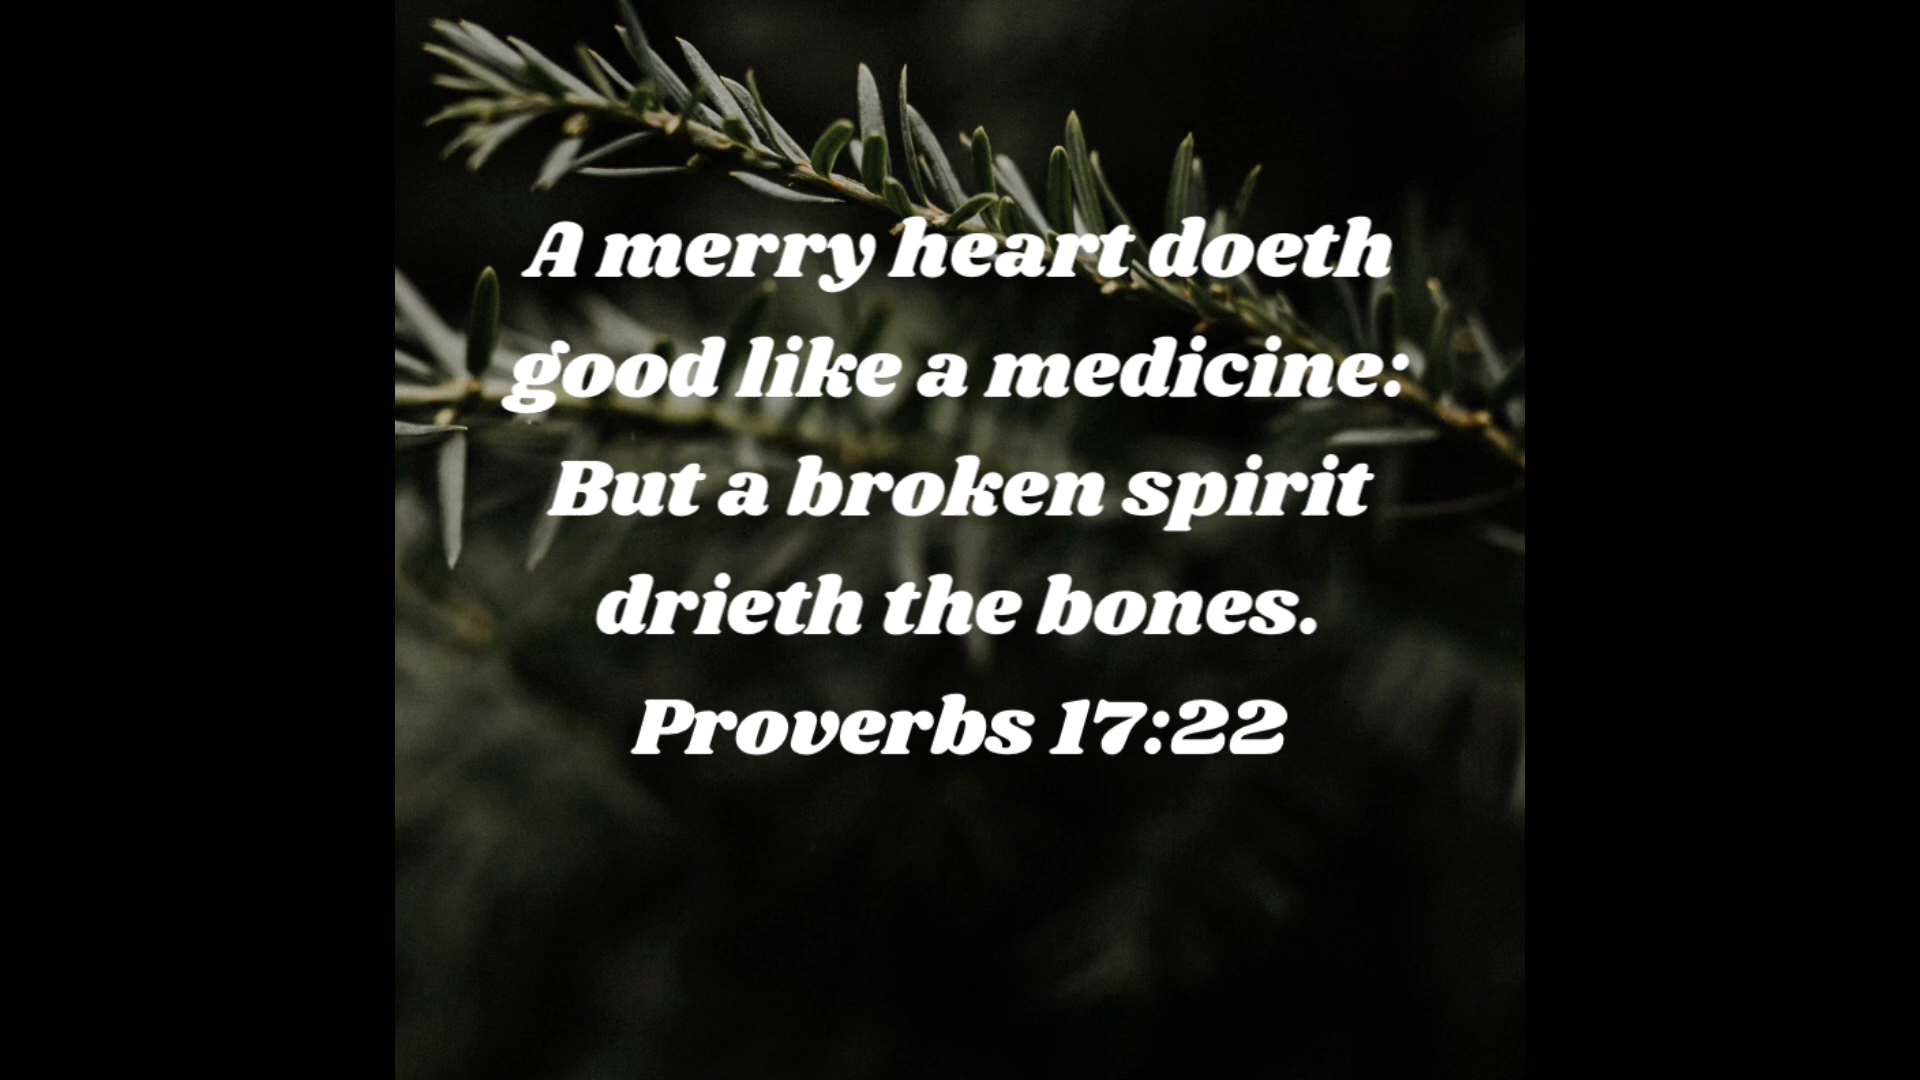 A merry heart doeth
good like a medicine:
But a broken spirit
drieth the bones.
Proverbs 17:22